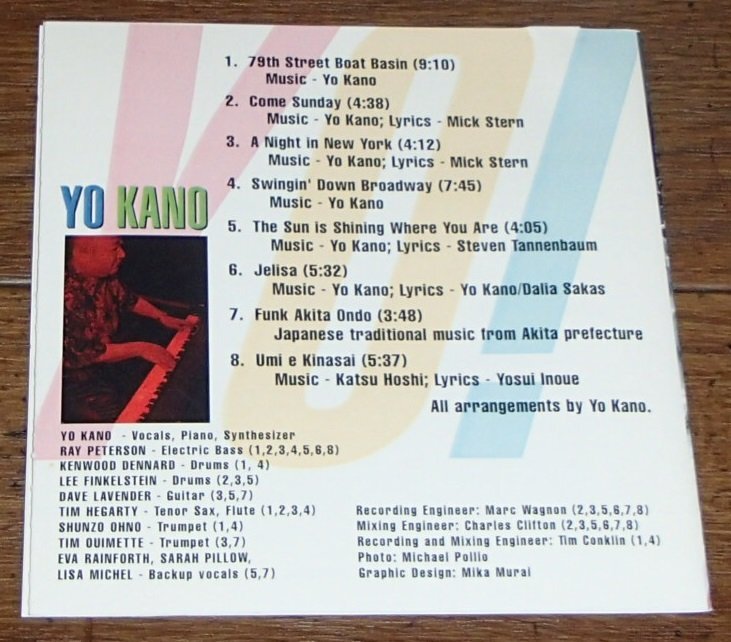 YO!
1. 79th Street Boat Basin (9:10)
Music - Yo Kano
2. Come Sunday (4:38)
Music - Yo Kano; Lyrics - Mick Stern
3. A Night in New York (4:12)
Music - Yo Kano; Lyrics - Mick Stern
4. Swingin' Down Broadway (7:45)
Music - Yo Kano
5. The Sun is Shining Where You Are (4:05)
Music - Yo Kano; Lyrics - Steven Tannenbaum
6. Jelisa (5:32)
Music - Yo Kano; Lyrics - Yo Kano/Dalia Sakas
7. Funk Akita Ondo (3:48)
Japanese traditional music from Akita prefecture
8. Umi e Kinasai (5:37)
Music - Katsu Hoshi; Lyrics - Yosui Inoue
All arrangements by Yo Kano.
YO KANO
YO KANO - Vocals, Piano, Synthesizer
RAY PETERSON - Electric Bass (1,2,3,4,5,6,8)
KENWOOD DENNARD - Drums (1, 4)
LEE FINKELSTEIN - Drums (2,3,5)
DAVE LAVENDER - Guitar (3,5,7)
TIM HEGARTY - Tenor Sax, Flute (1,2,3,4)
SHUNZO OHNO - Trumpet (1,4)
TIM OUIMETTE - Trumpet (3,7)
EVA RAINFORTH, SARAH PILLOW,
LISA MICHEL - Backup vocals (5,7)
Recording Engineer: Marc Wagnon (2,3,5,6,7,8)
Mixing Engineer: Charles Clifton (2,3,5,6,7,8)
Recording and Mixing Engineer: Tim Conklin (1,4)
Photo: Michael Pollio
Graphic Design: Mika Murai